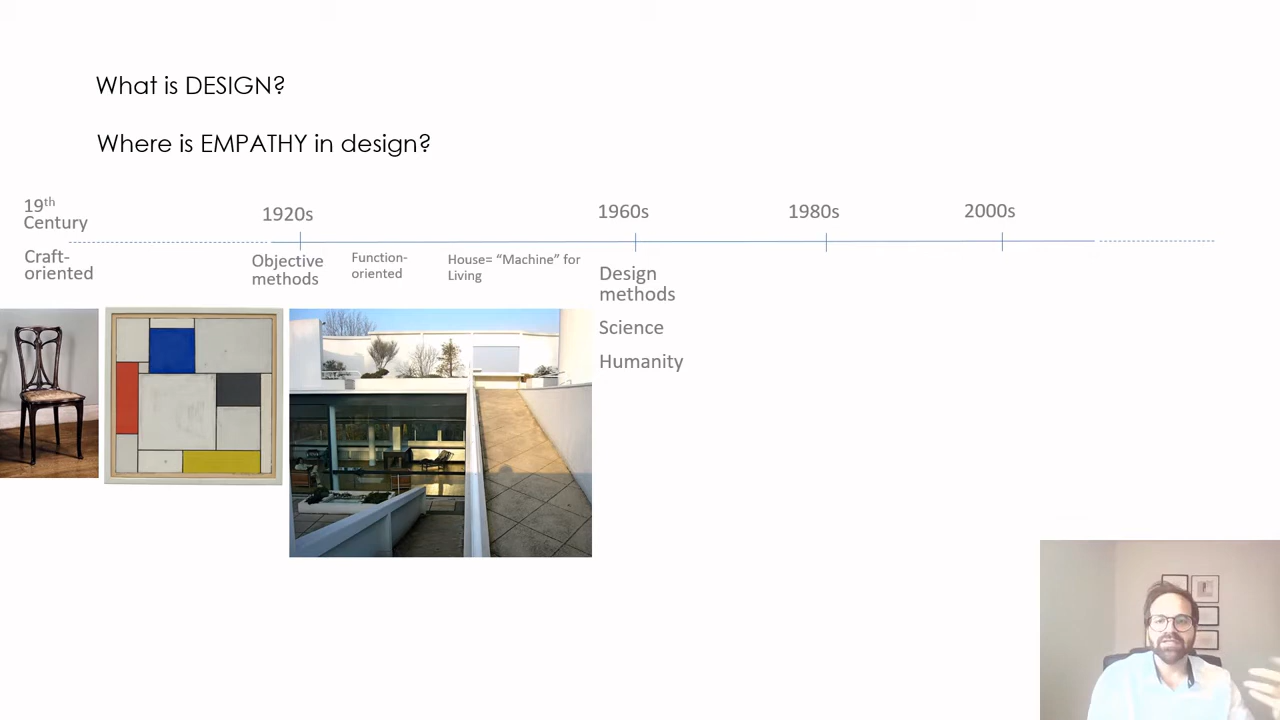 What is DESIGN?
Where is EMPATHY in design?
19th
Century
1920s
1960s
1980s
2000s
Craft-
oriented
Objective
methods
Function-
oriented
House= “Machine” for
Living
Design
methods
Science
Humanity